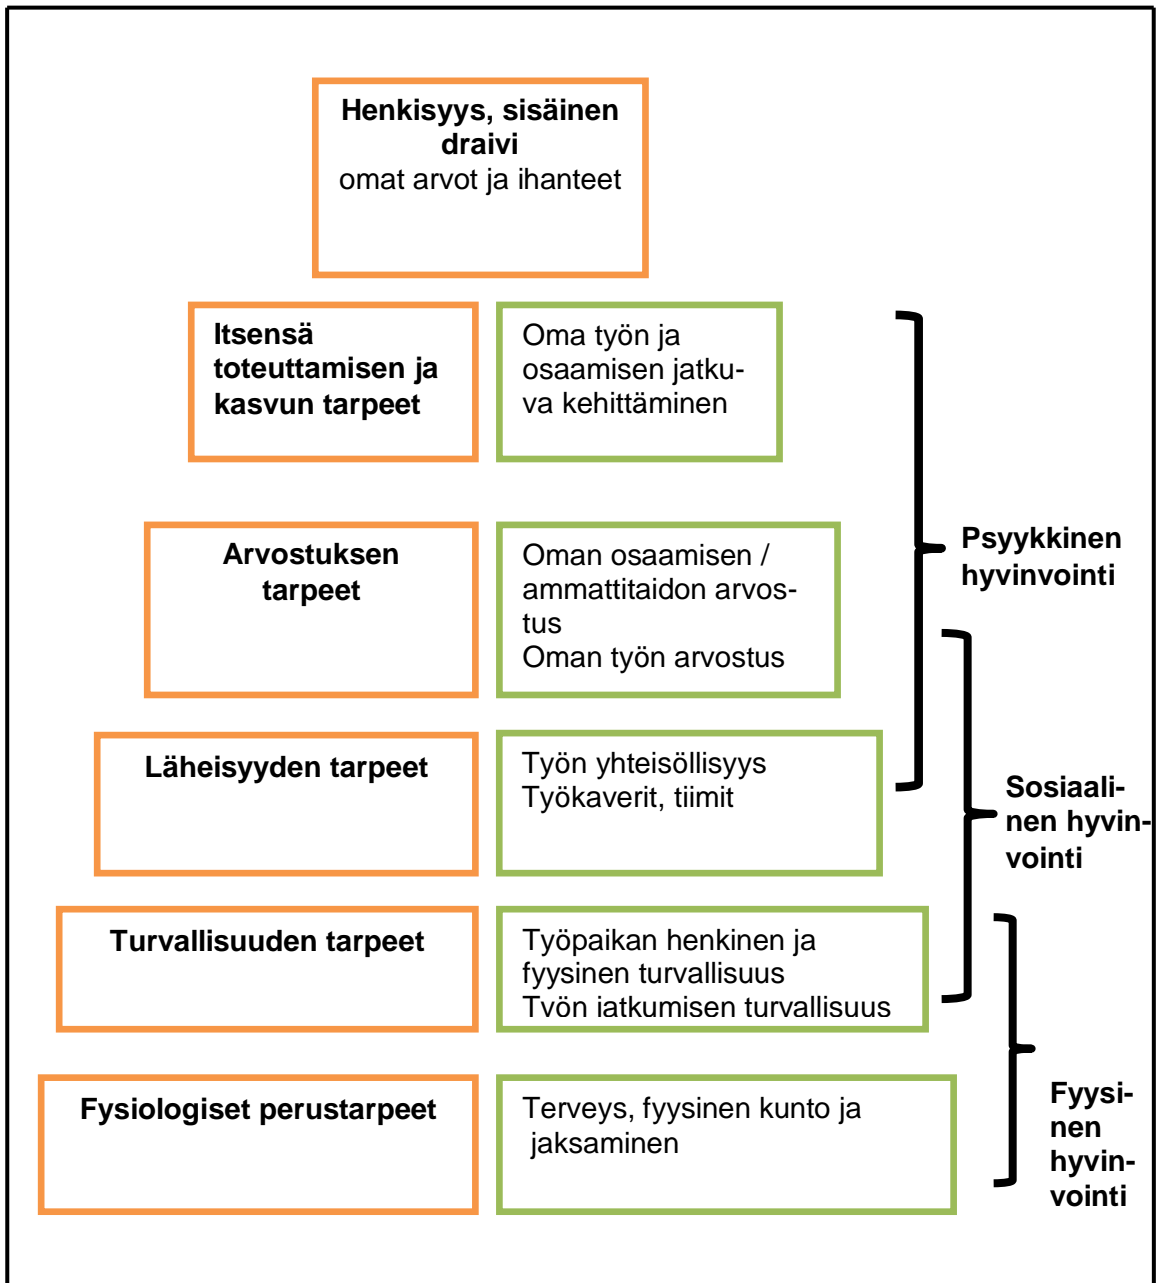 Henkisyys, sisäinen
draivi
omat arvot ja ihanteet
Itsensä
toteuttamisen ja
kasvun tarpeet
Oma työn ja
osaamisen jatku-
va kehittäminen
Arvostuksen
tarpeet
Oman osaamisen /
ammattitaidon arvos-
tus
Oman työn arvostus
Psyykkinen
hyvinvointi
Läheisyyden tarpeet
Työn yhteisöllisyys
Työkaverit, tiimit
Sosiaali-
nen hyvin-
vointi
Turvallisuuden tarpeet
Työpaikan henkinen ja
fyysinen turvallisuus
Työn jatkumisen turvallisuus
Fysiologiset perustarpeet
Terveys, fyysinen kunto ja
jaksaminen
Fyysi-
nen
hyvin-
vointi